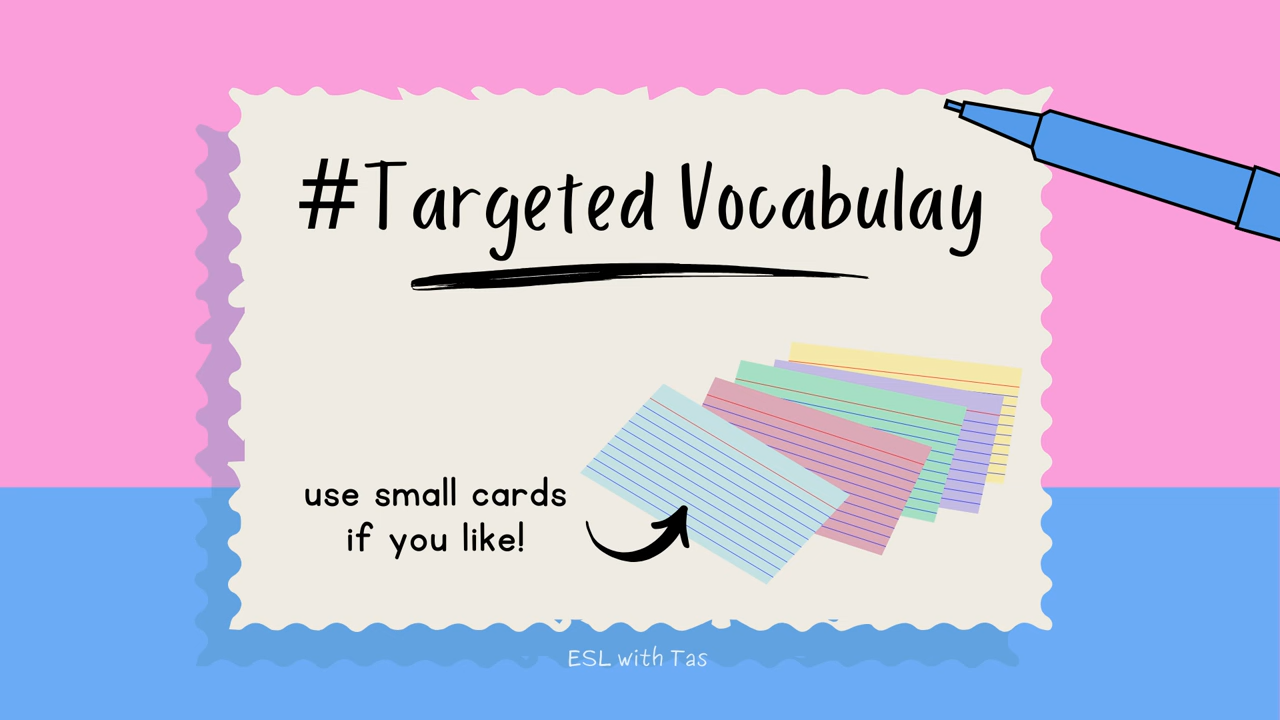 #Targeted Vocabulay
use small cards
if you like!
ESL with Tas